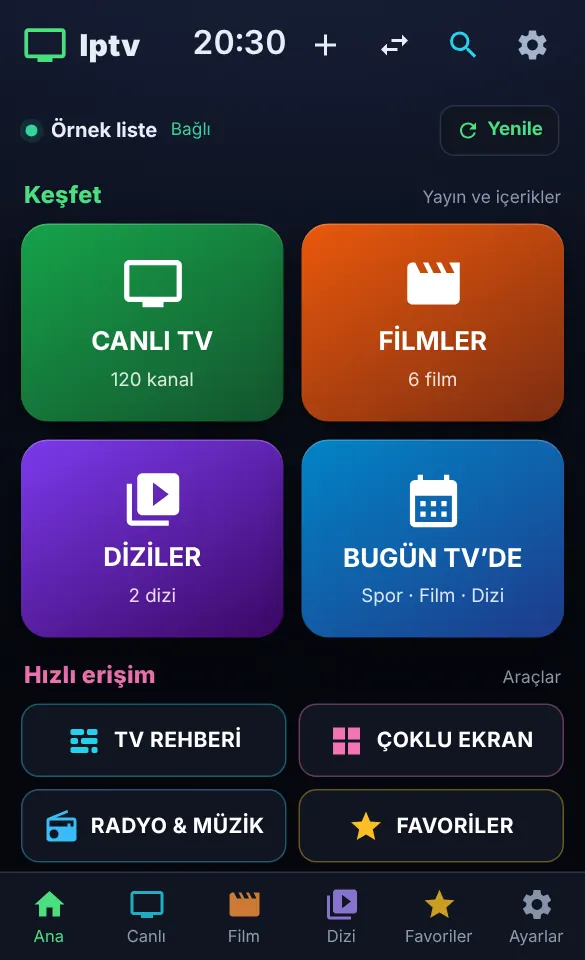 Iptv
20:30
Örnek liste Bağlı
Yenile
Keşfet
Yayın ve içerikler
CANLI TV
120 kanal
FİLMLER
6 film
DİZİLER
2 dizi
BUGÜN TV’DE
Spor · Film · Dizi
Hızlı erişim
Araçlar
TV REHBERİ
ÇOKLU EKRAN
RADYO & MÜZİK
FAVORİLER
Ana
Canlı
Film
Dizi
Favoriler
Ayarlar